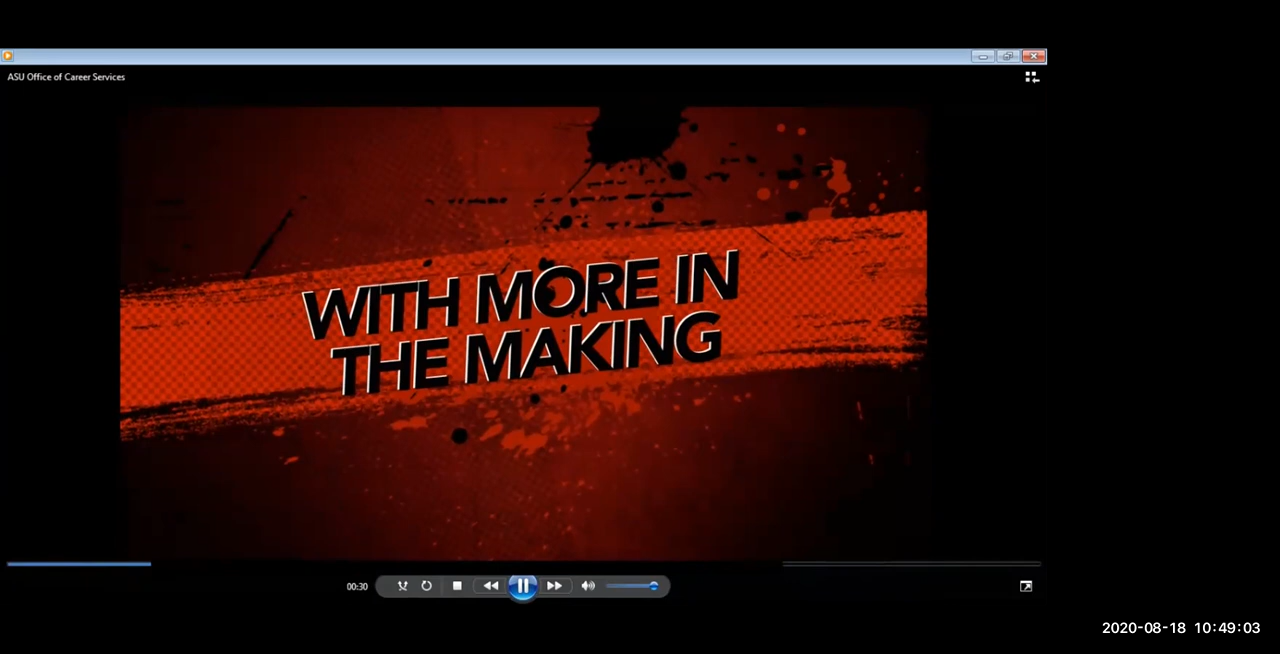 ASU Office of Career Services
WITH MORE IN
THE MAKING
00:30
2020-08-18 10:49:03